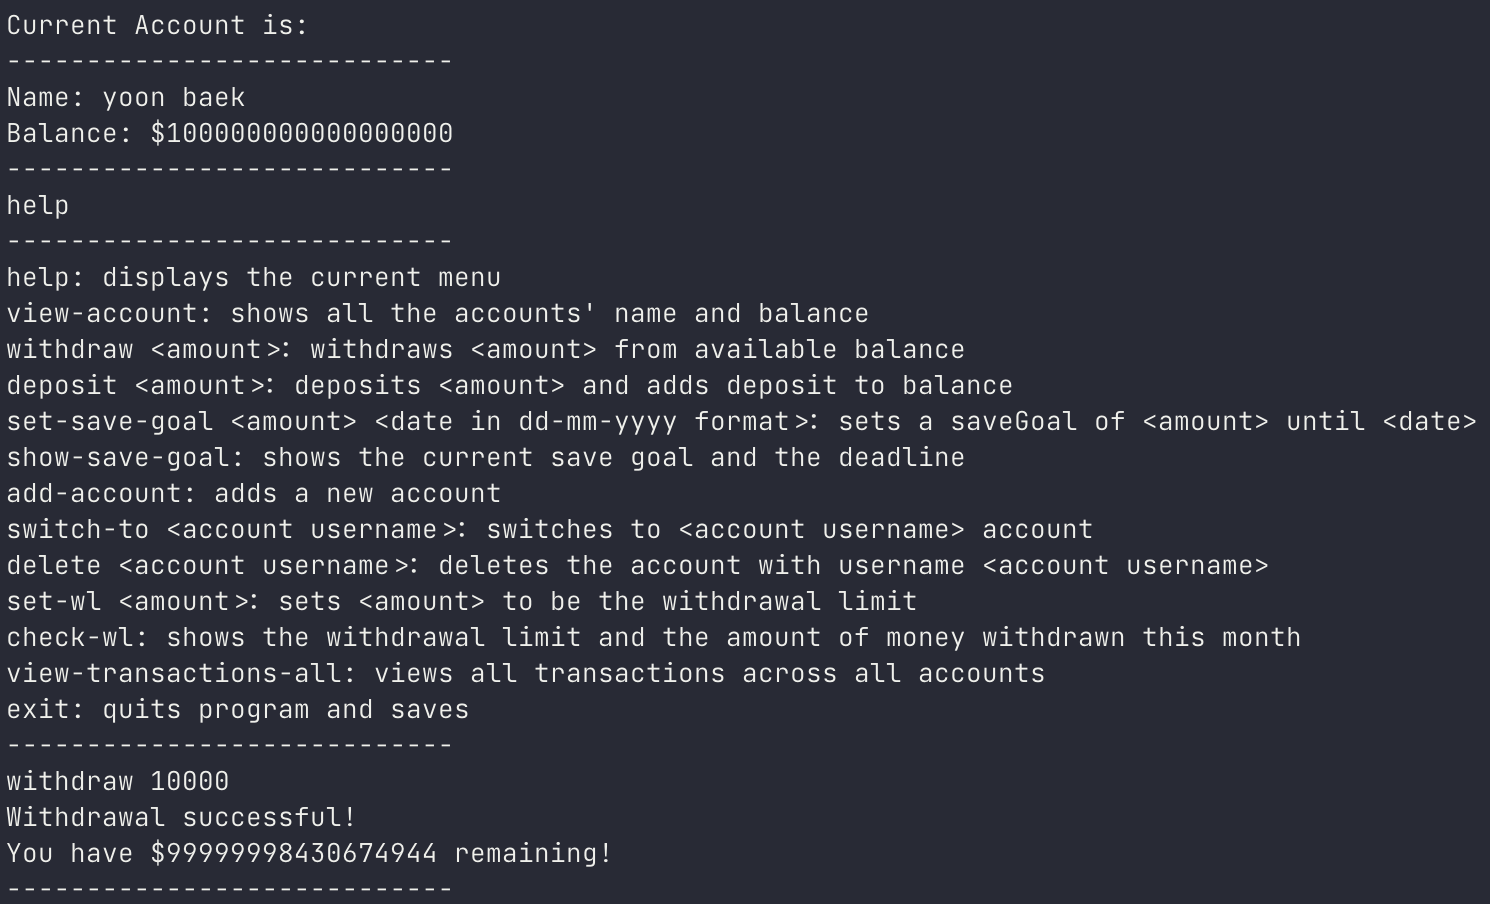 Current Account is:
----------------------------
Name: yoon baek
Balance: $100000000000000000
----------------------------
help
----------------------------
help: displays the current menu
view-account: shows all the accounts' name and balance
withdraw <amount>: withdraws <amount> from available balance
deposit <amount>: deposits <amount> and adds deposit to balance
set-save-goal <amount> <date in dd-mm-yyyy format>: sets a saveGoal of <amount> until <date>
show-save-goal: shows the current save goal and the deadline
add-account: adds a new account
switch-to <account username>: switches to <account username> account
delete <account username>: deletes the account with username <account username>
set-wl <amount>: sets <amount> to be the withdrawal limit
check-wl: shows the withdrawal limit and the amount of money withdrawn this month
view-transactions-all: views all transactions across all accounts
exit: quits program and saves
----------------------------
withdraw 10000
Withdrawal successful!
You have $99999998430674944 remaining!
----------------------------